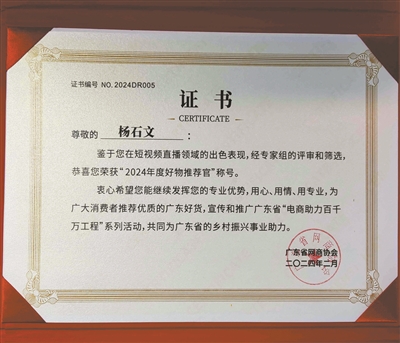 证书编号 NO. 2024DR005
证书
CERTIFICATE
尊敬的 杨石文 ：
鉴于您在短视频直播领域的出色表现，经专家组的评审和筛选，
恭喜您荣获“2024年度好物推荐官”称号。
衷心希望您能继续发挥您的专业优势，用心、用情、用专业，为
广大消费者推荐优质的广东好货，宣传和推广广东省“电商助力百千
万工程”系列活动，共同为广东省的乡村振兴事业助力。
广东省网商协会
二〇二四年二月